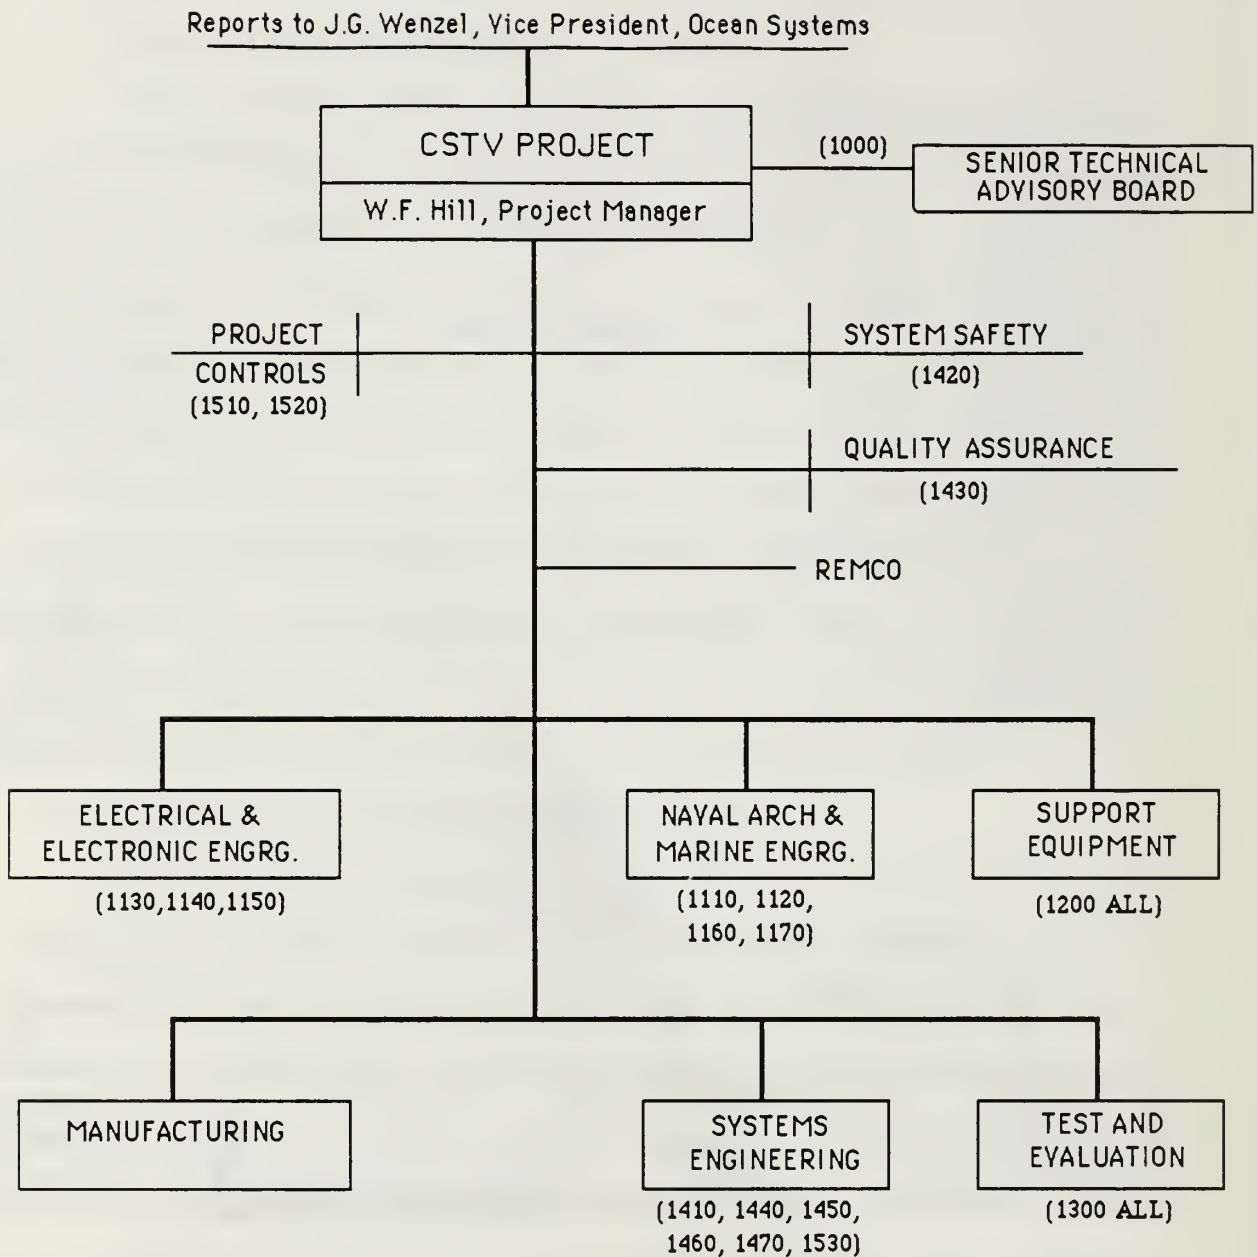 Reports to J.G. Wenzel, Vice President, Ocean Systems
CSTV PROJECT
W.F. Hill, Project Manager
(1000)
SENIOR TECHNICAL
ADVISORY BOARD
PROJECT
CONTROLS
(1510, 1520)
SYSTEM SAFETY
(1420)
QUALITY ASSURANCE
(1430)
REMCO
ELECTRICAL &
ELECTRONIC ENGRG.
(1130,1140,1150)
NAVAL ARCH &
MARINE ENGRG.
(1110, 1120,
1160, 1170)
SUPPORT
EQUIPMENT
(1200 ALL)
MANUFACTURING
SYSTEMS
ENGINEERING
(1410, 1440, 1450,
1460, 1470, 1530)
TEST AND
EVALUATION
(1300 ALL)